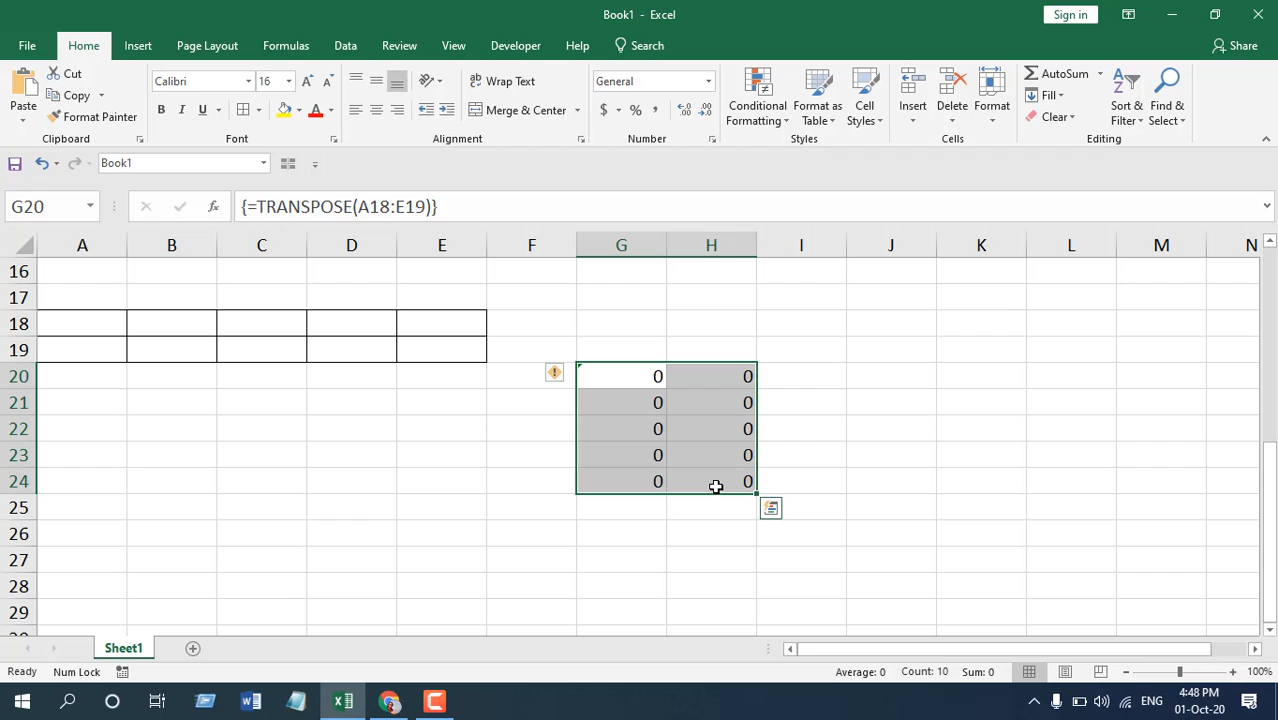 Book1 - Excel
Sign in
File Home Insert Page Layout Formulas Data Review View Developer Help Search Share
Paste
Cut
Copy
Format Painter
Calibri 16
B I U
Wrap Text
Merge & Center
General
$ % ,
Conditional Formatting
Format as Table
Cell Styles
Insert
Delete
Format
AutoSum
Fill
Clear
Sort & Filter
Find & Select
Clipboard Font Alignment Number Styles Cells Editing
Book1
G20 fx {=TRANSPOSE(A18:E19)}
A B C D E F G H I J K L M N
16
17
18
19
20 0 0
21 0 0
22 0 0
23 0 0
24 0 0
25
26
27
28
29
Sheet1
Ready Num Lock Average: 0 Count: 10 Sum: 0 100%
ENG
4:48 PM
01-Oct-20